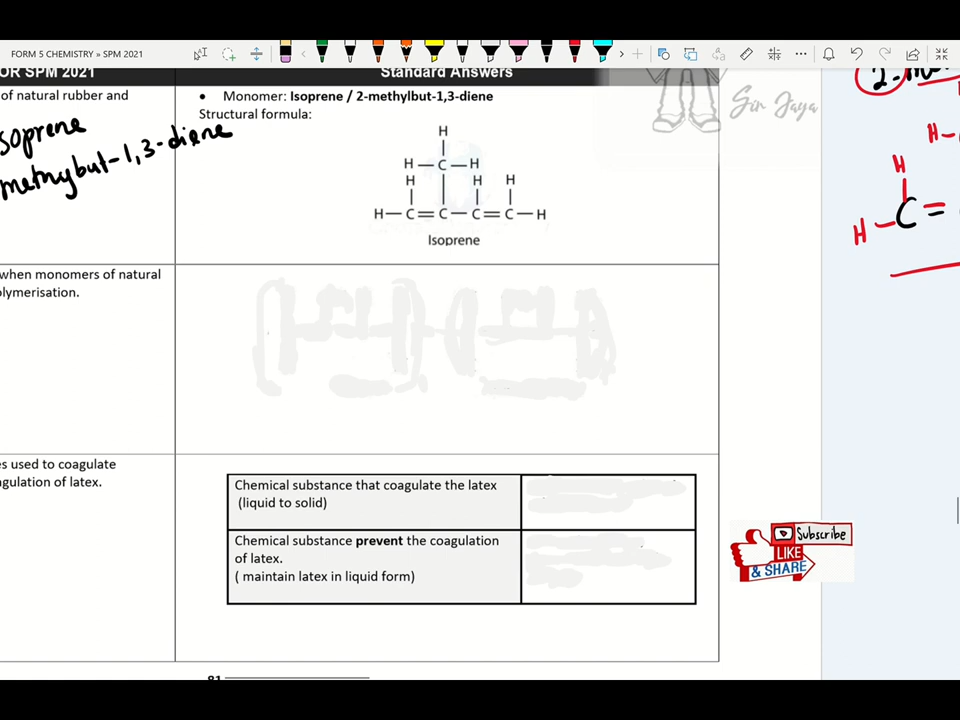 FORM 5 CHEMISTRY » SPM 2021
OR SPM 2021
Standard Answers
of natural rubber and
soprene
methybut-1,3-diene
• Monomer: Isoprene / 2-methylbut-1,3-diene
Structural formula:
H
H—C—H
H H H
H—C=C—C=C—H
Isoprene
Sir Jaya
H
H—C=
when monomers of natural
olymerisation.
es used to coagulate
gulation of latex.
Chemical substance that coagulate the latex
(liquid to solid)
Chemical substance prevent the coagulation
of latex.
( maintain latex in liquid form)
Subscribe
LIKE
& SHARE